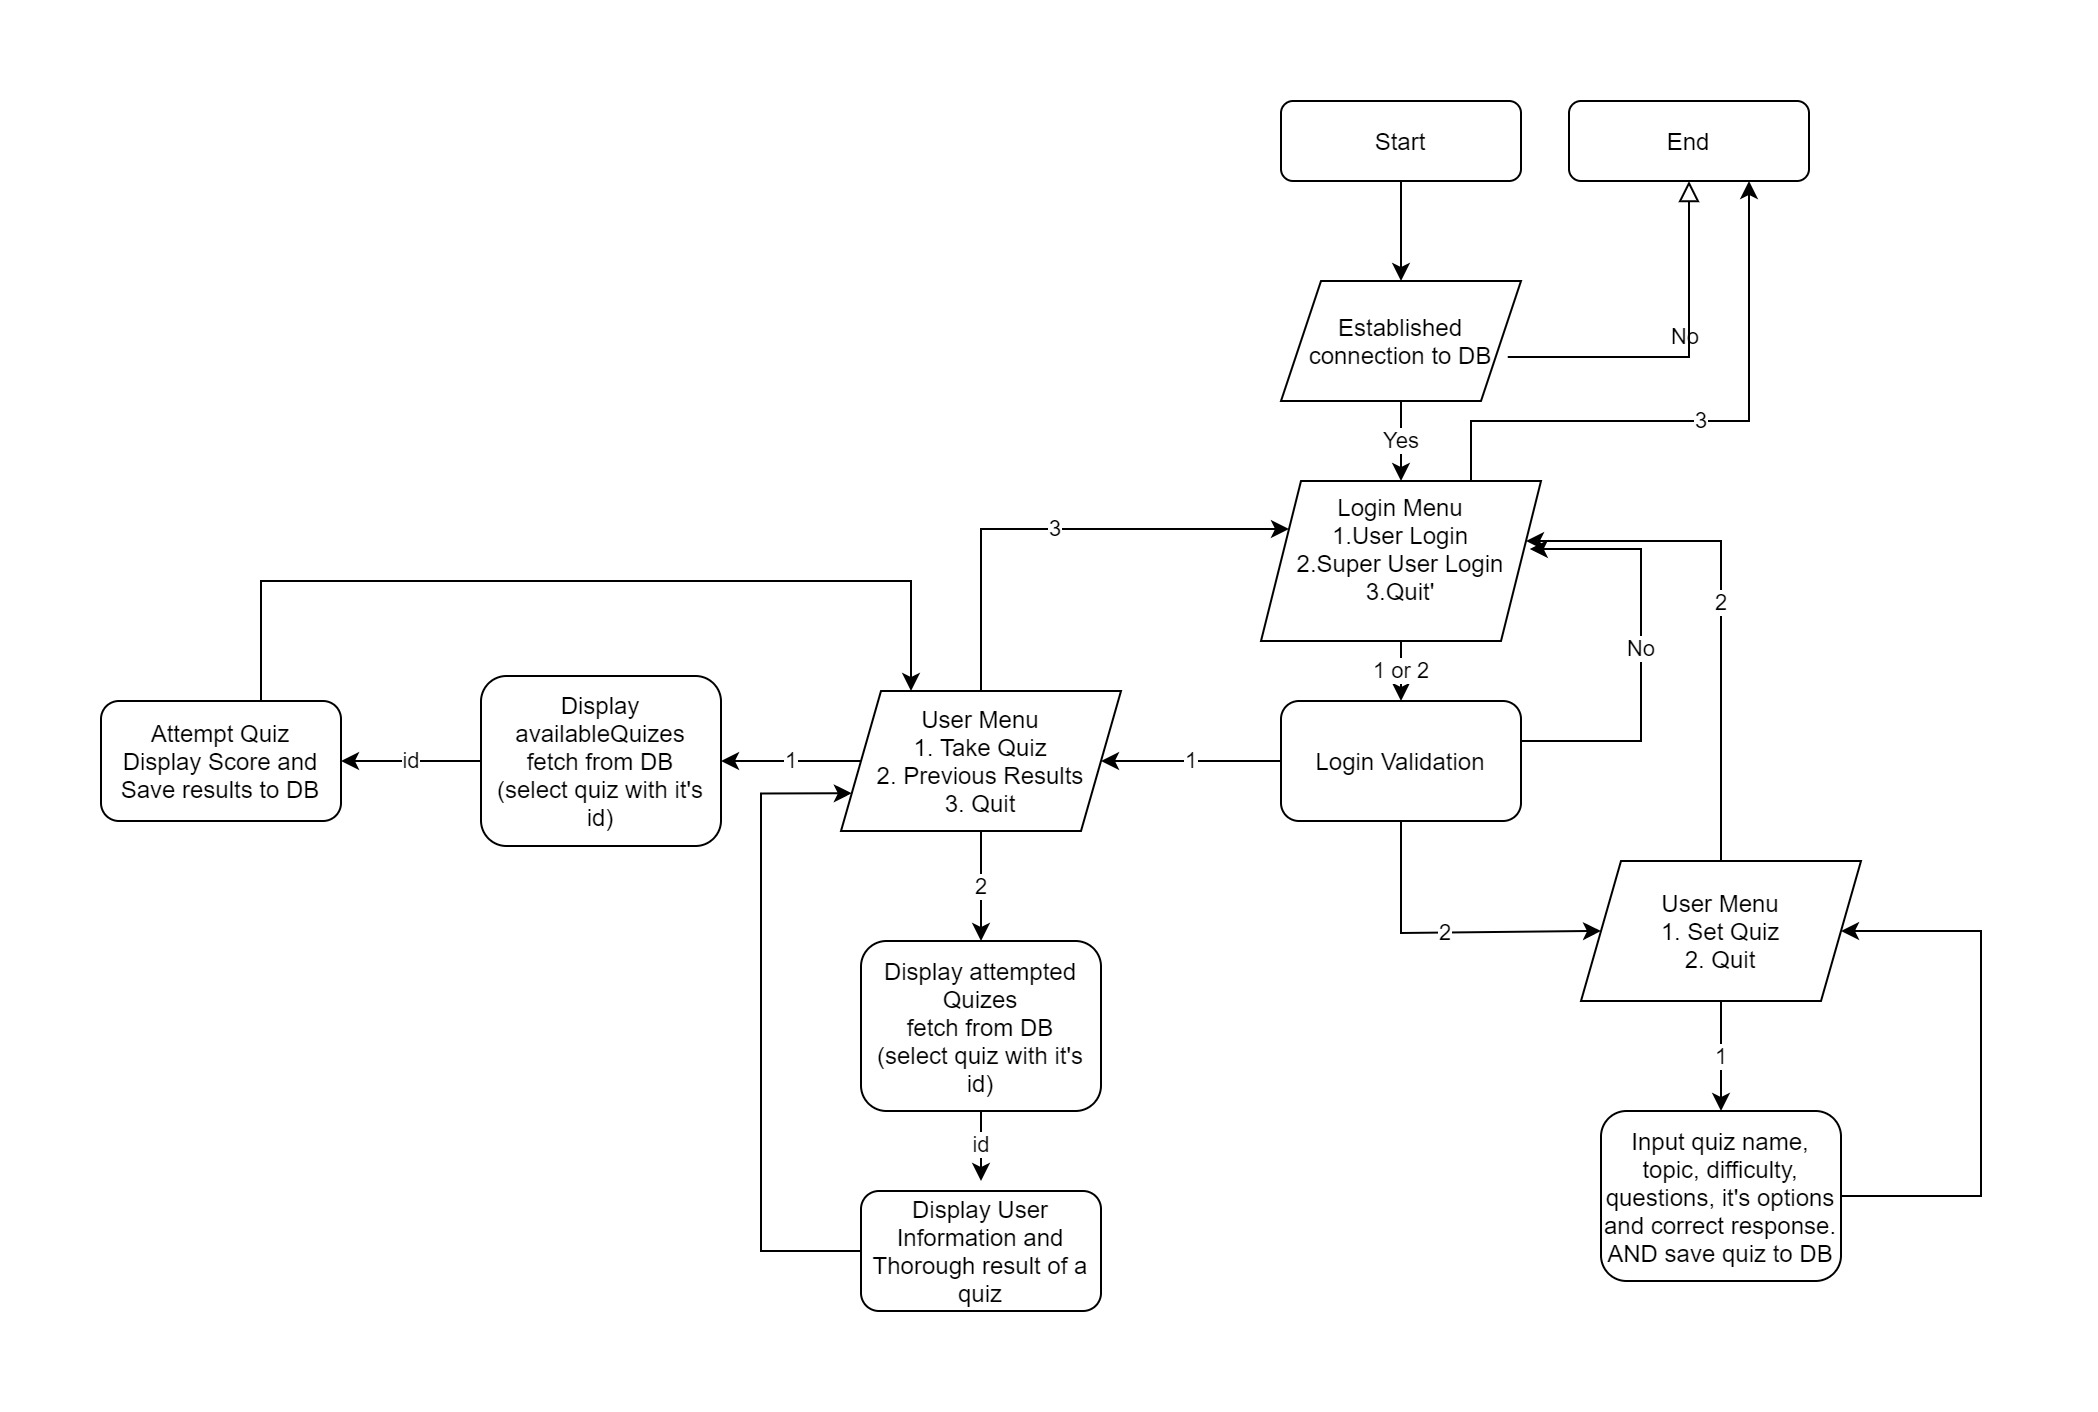 Start
End
Established
connection to DB
No
Yes
3
Login Menu
1.User Login
2.Super User Login
3.Quit'
3
2
No
1 or 2
Attempt Quiz
Display Score and
Save results to DB
id
Display
availableQuizes
fetch from DB
(select quiz with it's
id)
1
User Menu
1. Take Quiz
2. Previous Results
3. Quit
1
Login Validation
2
2
User Menu
1. Set Quiz
2. Quit
Display attempted
Quizes
fetch from DB
(select quiz with it's
id)
1
id
Input quiz name,
topic, difficulty,
questions, it's options
and correct response.
AND save quiz to DB
Display User
Information and
Thorough result of a
quiz